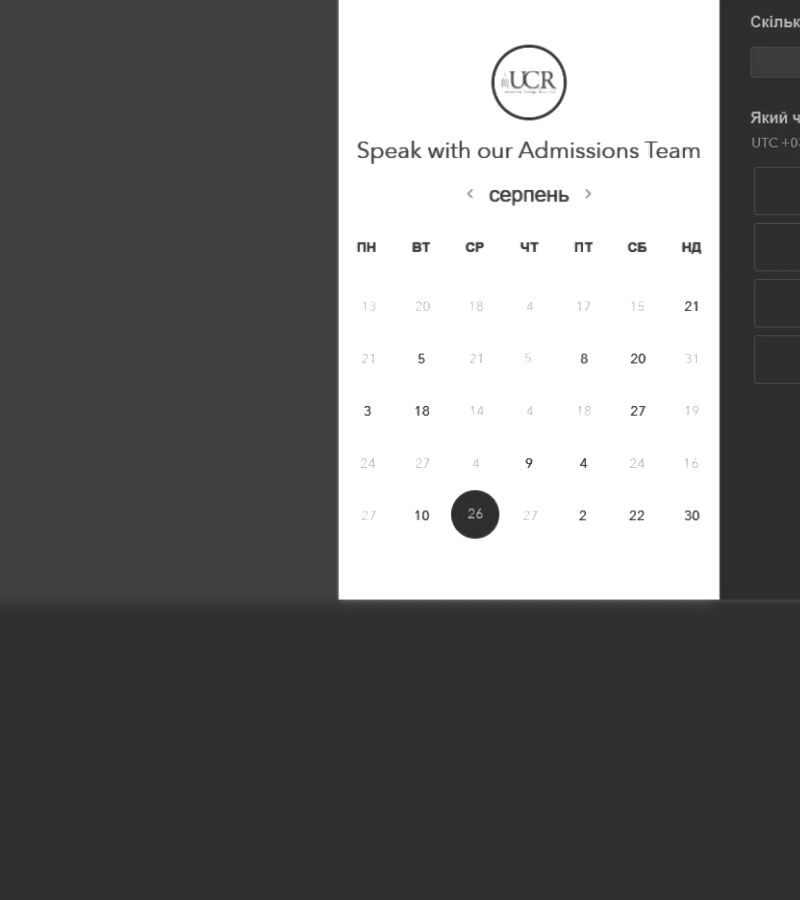 Скільк
UCR
Який ч
Speak with our Admissions Team
UTC +03
серпень
ПН ВТ СР ЧТ ПТ СБ НД
13 20 18 4 17 15 21
21 5 21 5 8 20 31
3 18 14 4 18 27 19
24 27 4 9 4 24 16
27 10 26 27 2 22 30